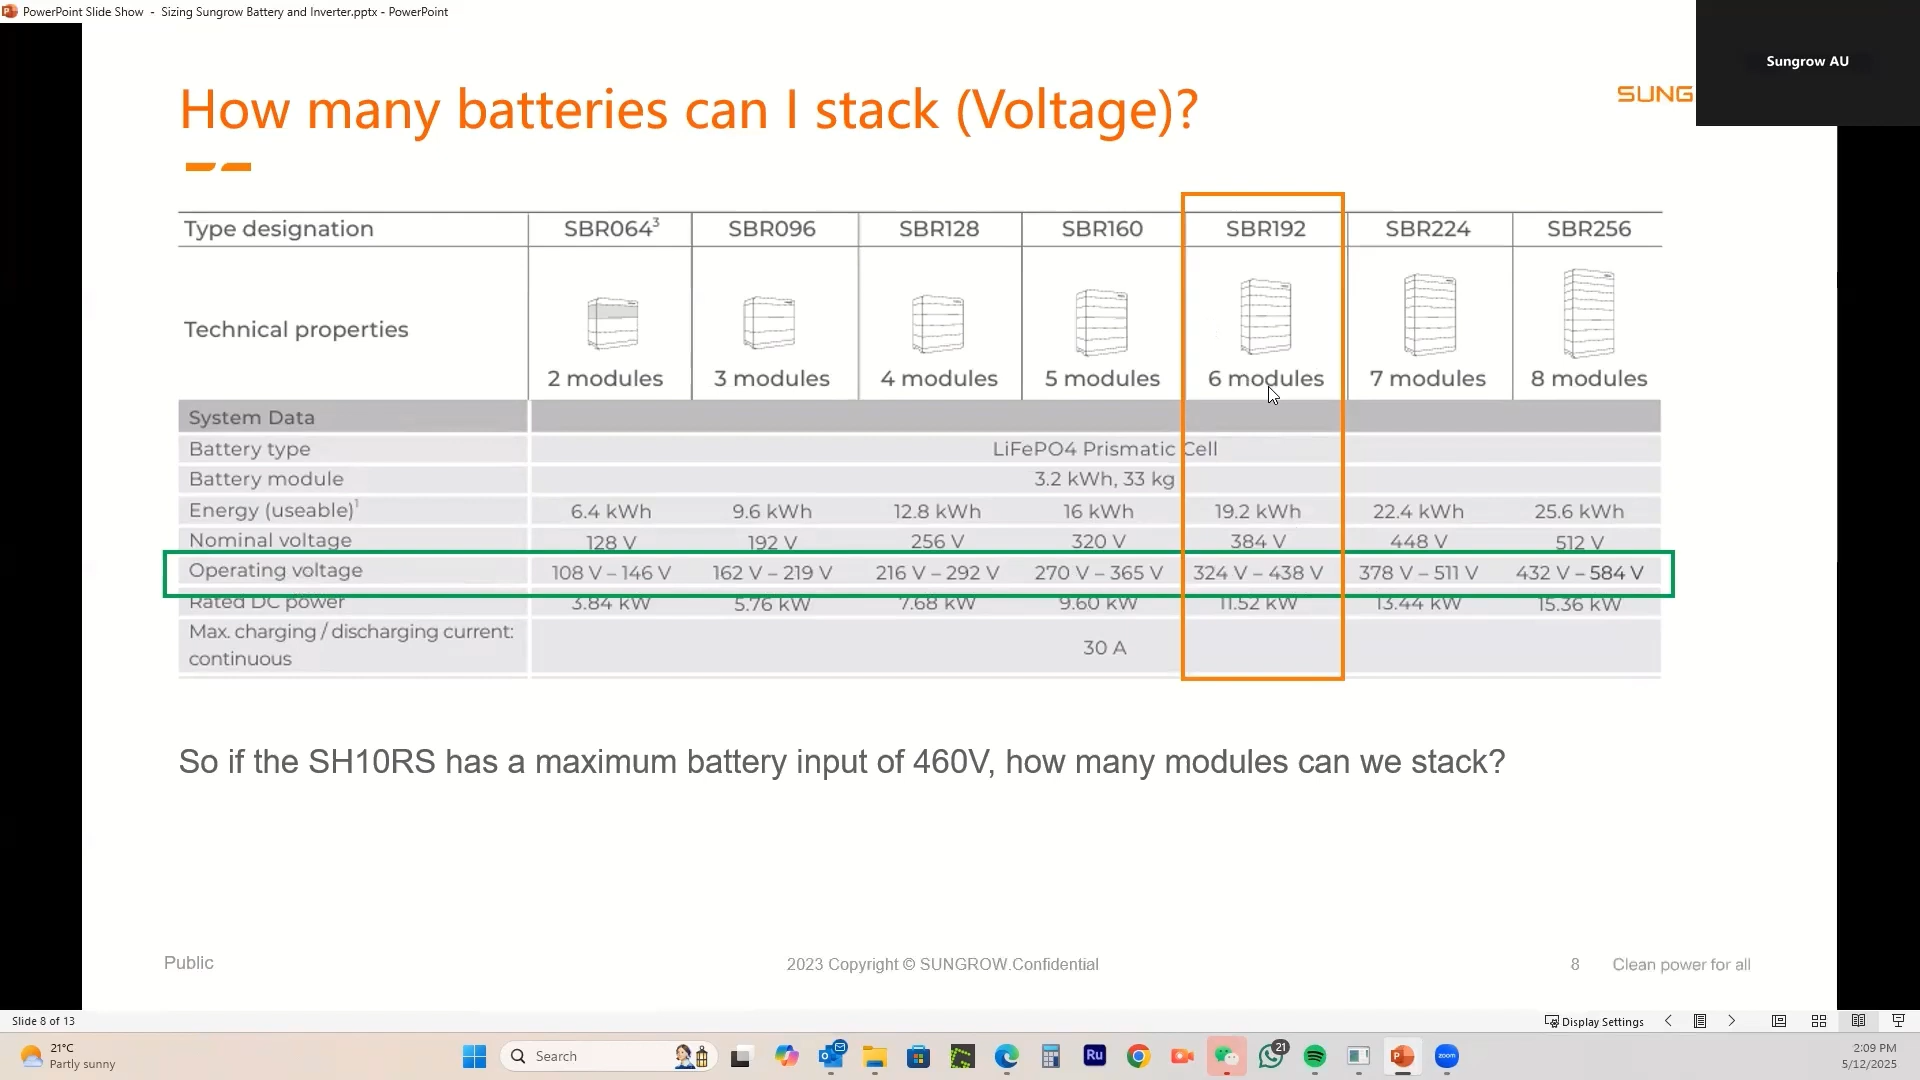 PowerPoint Slide Show - Sizing Sungrow Battery and Inverter.pptx - PowerPoint
Sungrow AU
SUNG
How many batteries can I stack (Voltage)?
Type designation SBR064³ SBR096 SBR128 SBR160 SBR192 SBR224 SBR256
Technical properties
2 modules 3 modules 4 modules 5 modules 6 modules 7 modules 8 modules
System Data
Battery type LiFePO4 Prismatic Cell
Battery module 3.2 kWh, 33 kg
Energy (useable)¹ 6.4 kWh 9.6 kWh 12.8 kWh 16 kWh 19.2 kWh 22.4 kWh 25.6 kWh
Nominal voltage 128 V 192 V 256 V 320 V 384 V 448 V 512 V
Operating voltage 108 V – 146 V 162 V – 219 V 216 V – 292 V 270 V – 365 V 324 V – 438 V 378 V – 511 V 432 V – 584 V
Rated DC power 3.84 kW 5.76 kW 7.68 kW 9.60 kW 11.52 kW 13.44 kW 15.36 kW
Max. charging / discharging current:
continuous 30 A
So if the SH10RS has a maximum battery input of 460V, how many modules can we stack?
Public 2023 Copyright © SUNGROW.Confidential 8 Clean power for all
Slide 8 of 13 Display Settings
21°C
Partly sunny
Search
Ru
21
zoom
2:09 PM
5/12/2025